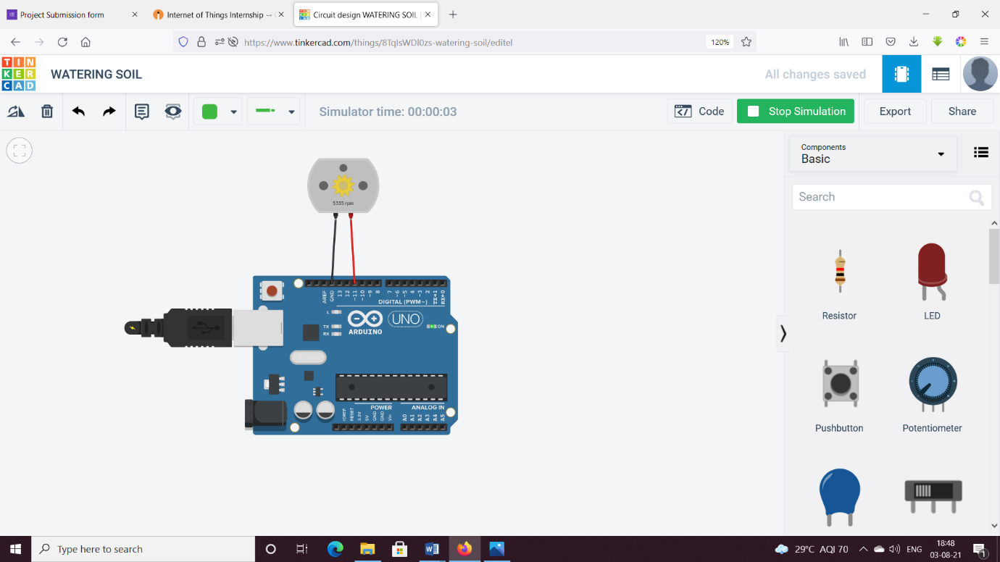 Project Submission form
Internet of Things Internship
Circuit design WATERING SOIL
https://www.tinkercad.com/things/8TqIsWDl0zs-watering-soil/editel
120%
TIN
KER
CAD
WATERING SOIL
All changes saved
Simulator time: 00:00:03
Code
Stop Simulation
Export
Share
Components
Basic
Search
Resistor
LED
Pushbutton
Potentiometer
5555 rpm
AREF
GND
13
12
~11
~10
~9
8
7
~6
~5
4
~3
2
TX→1
RX←0
DIGITAL (PWM~)
L
TX
RX
UNO
ARDUINO
ON
POWER
ANALOG IN
IOREF
RESET
3.3V
5V
GND
GND
Vin
A0
A1
A2
A3
A4
A5
Type here to search
29°C AQI 70
ENG
18:48
03-08-21
1